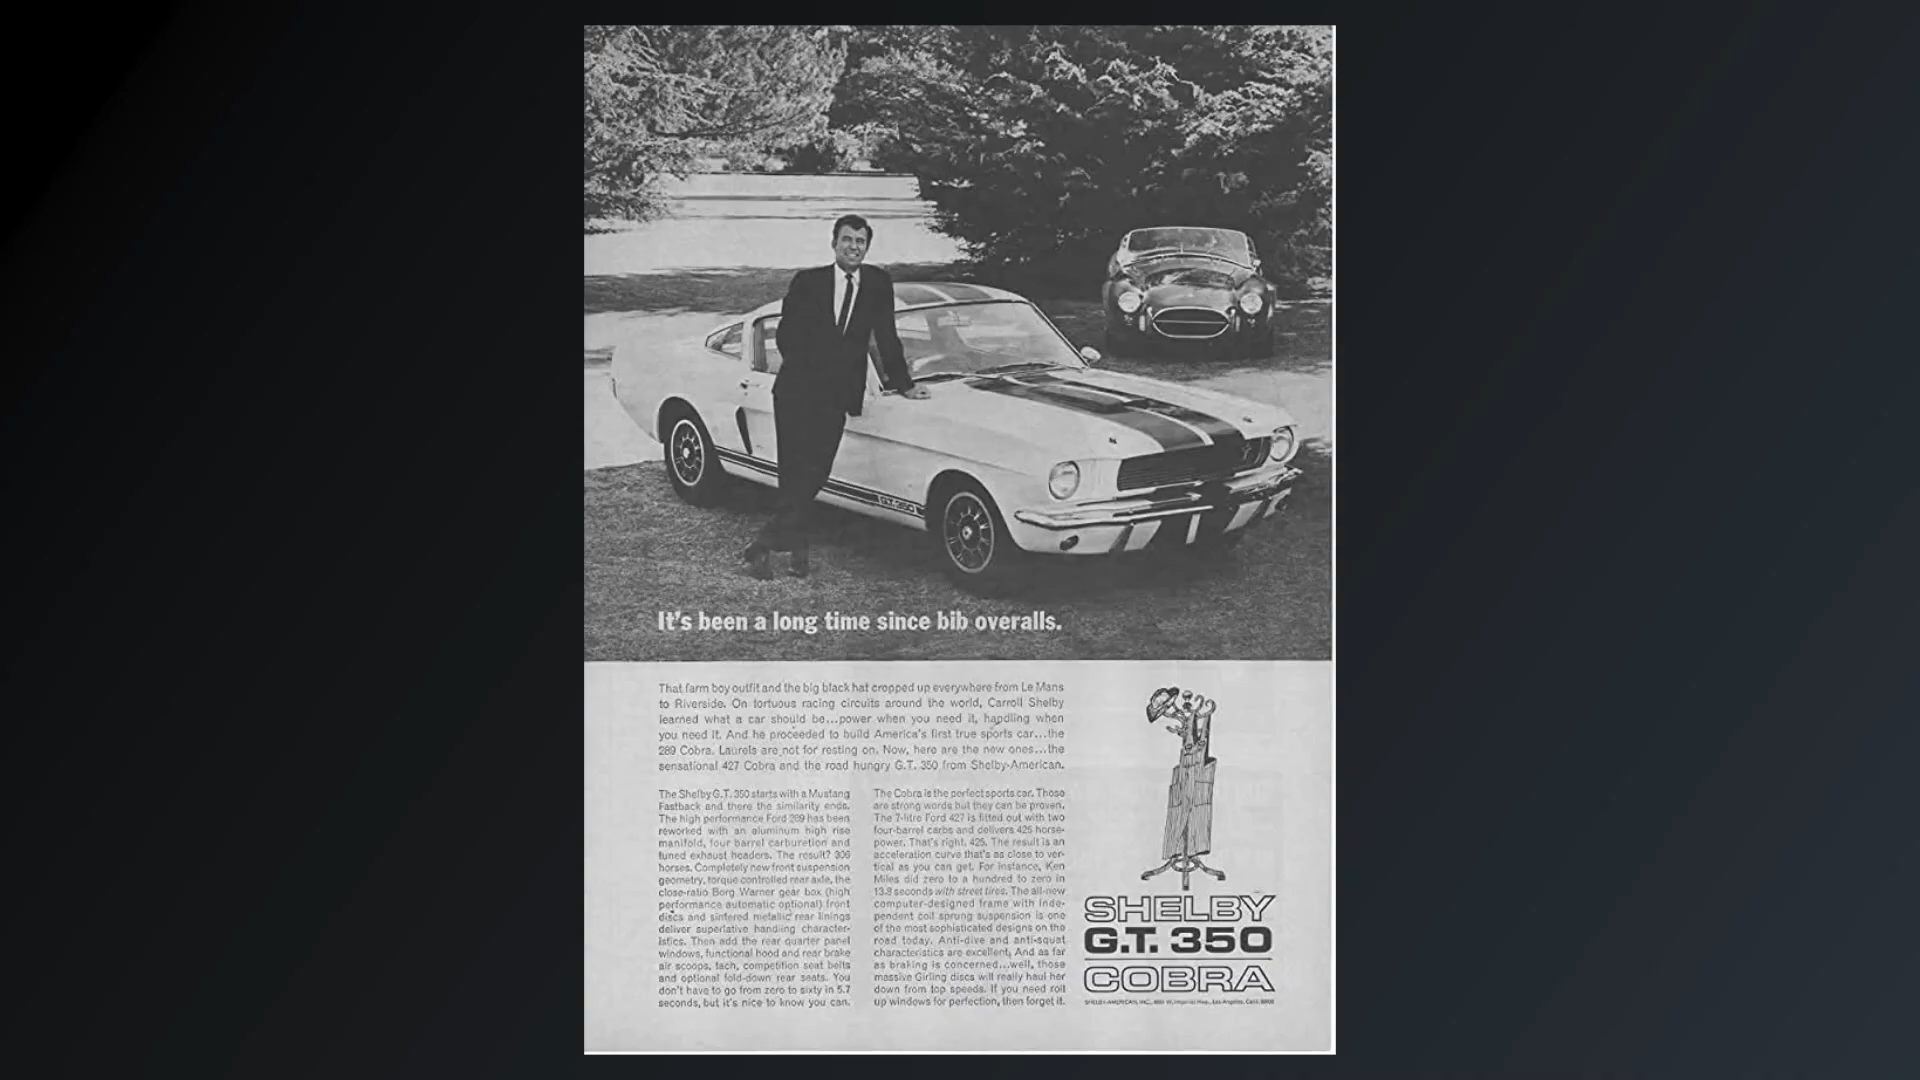 GT.350
It's been a long time since bib overalls.
That farm boy outfit and the big black hat cropped up everywhere from Le Mans
to Riverside. On tortuous racing circuits around the world, Carroll Shelby
learned what a car should be...power when you need it, handling when
you need it. And he proceeded to build America's first true sports car...the
289 Cobra. Laurels are not for resting on. Now, here are the new ones...the
sensational 427 Cobra and the road hungry G.T. 350 from Shelby-American.
The Shelby G.T. 350 starts with a Mustang
Fastback and there the similarity ends.
The high performance Ford 289 has been
reworked with an aluminum high rise
manifold, four barrel carburetion and
tuned exhaust headers. The result? 306
horses. Completely new front suspension
geometry, torque controlled rear axle, the
close-ratio Borg Warner gear box (high
performance automatic optional) front
discs and sintered metallic rear linings
deliver superlative handling character-
istics. Then add the rear quarter panel
windows, functional hood and rear brake
air scoops, tach, competition seat belts
and optional fold-down rear seats. You
don't have to go from zero to sixty in 5.7
seconds, but it's nice to know you can.
The Cobra is the perfect sports car. Those
are strong words but they can be proven.
The 7-litre Ford 427 is fitted out with two
four-barrel carbs and delivers 425 horse-
power. That's right, 425. The result is an
acceleration curve that's as close to ver-
tical as you can get. For instance, Ken
Miles did zero to a hundred to zero in
13.8 seconds with street tires. The all-new
computer-designed frame with inde-
pendent coil sprung suspension is one
of the most sophisticated designs on the
road today. Anti-dive and anti-squat
characteristics are excellent. And as far
as braking is concerned...well, those
massive Girling discs will really haul her
down from top speeds. If you need roll
up windows for perfection, then forget it.
SHELBY
G.T. 350
COBRA
SHELBY-AMERICAN, INC., W. Imperial Hwy., Los Angeles, Calif.